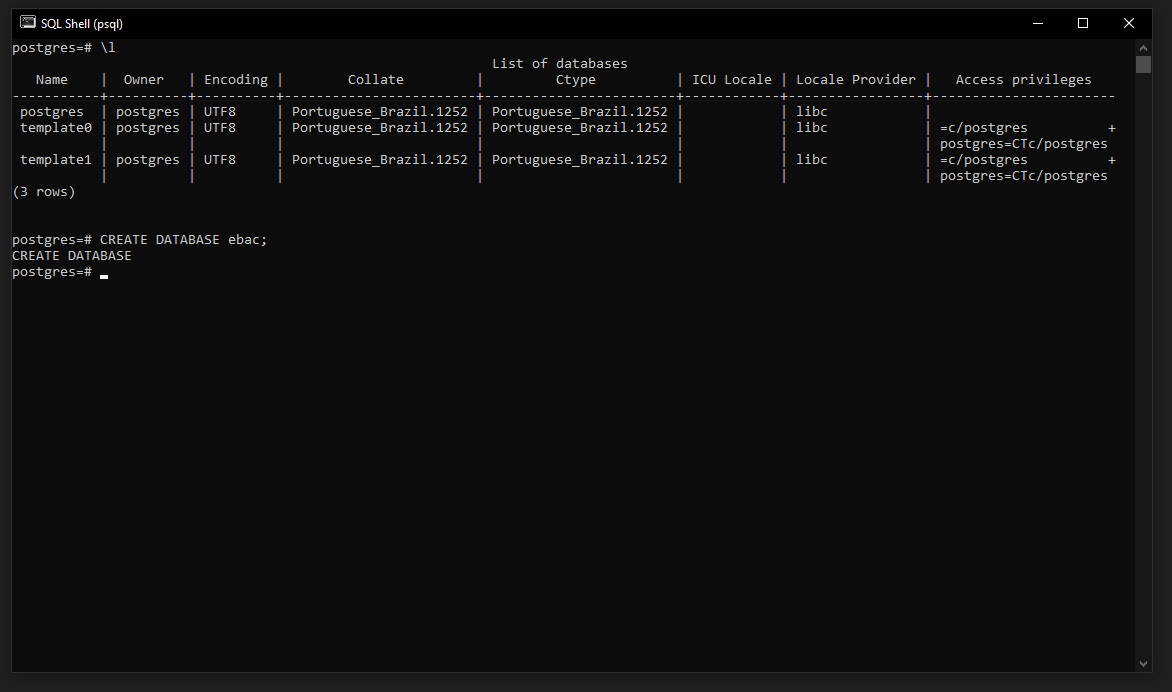 SQL Shell (psql)
postgres=# \l
                                                            List of databases
   Name    |  Owner   | Encoding |        Collate         |         Ctype          | ICU Locale | Locale Provider |   Access privileges
-----------+----------+----------+------------------------+------------------------+------------+-----------------+-----------------------
 postgres  | postgres | UTF8     | Portuguese_Brazil.1252 | Portuguese_Brazil.1252 |            | libc            |
 template0 | postgres | UTF8     | Portuguese_Brazil.1252 | Portuguese_Brazil.1252 |            | libc            | =c/postgres          +
           |          |          |                        |                        |            |                 | postgres=CTc/postgres
 template1 | postgres | UTF8     | Portuguese_Brazil.1252 | Portuguese_Brazil.1252 |            | libc            | =c/postgres          +
           |          |          |                        |                        |            |                 | postgres=CTc/postgres
(3 rows)
postgres=# CREATE DATABASE ebac;
CREATE DATABASE
postgres=#